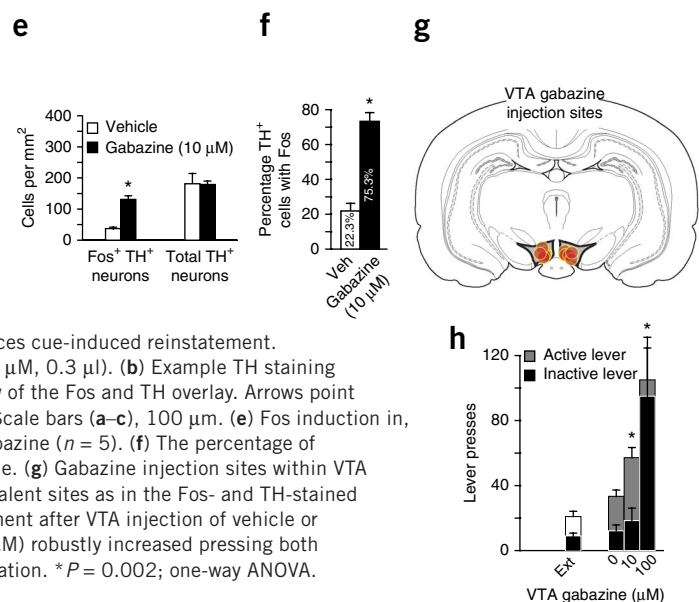 e
f
g
400
300
200
100
0
Cells per mm²
Vehicle
Gabazine (10 μM)
*
Fos⁺ TH⁺
neurons
Total TH⁺
neurons
80
60
40
20
0
Percentage TH⁺
cells with Fos
*
22.3%
75.3%
Veh
Gabazine
(10 μM)
VTA gabazine
injection sites
ces cue-induced reinstatement.
μM, 0.3 μl). (b) Example TH staining
of the Fos and TH overlay. Arrows point
Scale bars (a–c), 100 μm. (e) Fos induction in,
bazine (n = 5). (f) The percentage of
e. (g) Gabazine injection sites within VTA
alent sites as in the Fos- and TH-stained
ment after VTA injection of vehicle or
M) robustly increased pressing both
ation. *P = 0.002; one-way ANOVA.
h
120
80
40
0
Lever presses
Active lever
Inactive lever
*
*
Ext
0
10
100
VTA gabazine (μM)